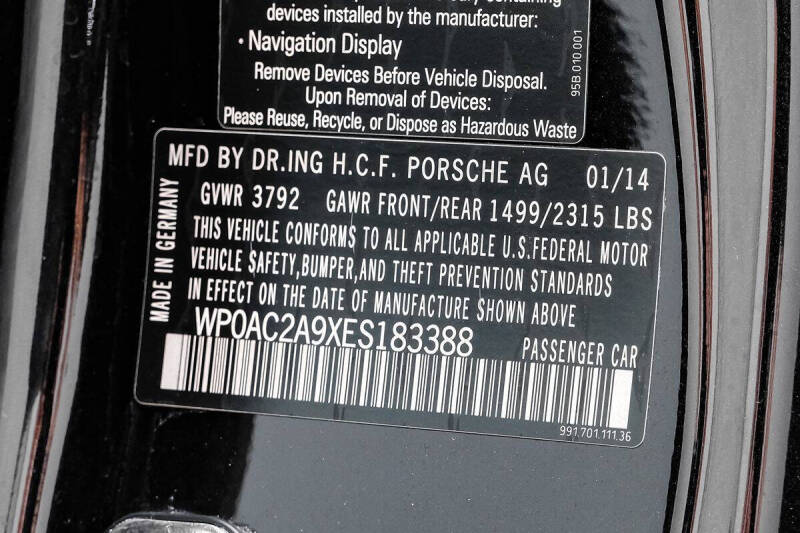 devices installed by the manufacturer:
• Navigation Display
Remove Devices Before Vehicle Disposal.
Upon Removal of Devices:
Please Reuse, Recycle, or Dispose as Hazardous Waste
95B.010.001
MFD BY DR.ING H.C.F. PORSCHE AG 01/14
GVWR 3792 GAWR FRONT/REAR 1499/2315 LBS
THIS VEHICLE CONFORMS TO ALL APPLICABLE U.S.FEDERAL MOTOR
VEHICLE SAFETY,BUMPER,AND THEFT PREVENTION STANDARDS
IN EFFECT ON THE DATE OF MANUFACTURE SHOWN ABOVE
MADE IN GERMANY
WP0AC2A9XES183388 PASSENGER CAR
991.701.111.36